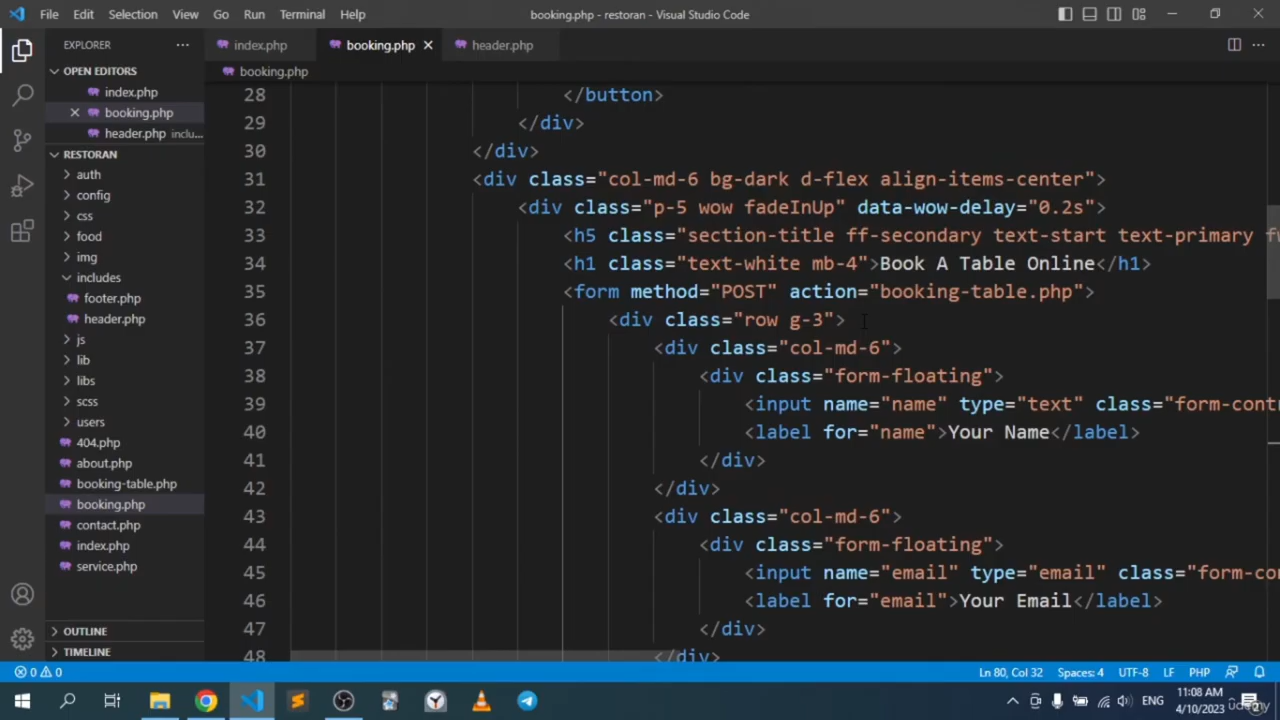 File Edit Selection View Go Run Terminal Help booking.php - restoran - Visual Studio Code
EXPLORER
index.php booking.php header.php
OPEN EDITORS
index.php
booking.php
header.php inclu...
RESTORAN
auth
config
css
food
img
includes
footer.php
header.php
js
lib
libs
scss
users
404.php
about.php
booking-table.php
booking.php
contact.php
index.php
service.php
OUTLINE
TIMELINE
booking.php
28 </button>
29 </div>
30 </div>
31 <div class="col-md-6 bg-dark d-flex align-items-center">
32 <div class="p-5 wow fadeInUp" data-wow-delay="0.2s">
33 <h5 class="section-title ff-secondary text-start text-primary
34 <h1 class="text-white mb-4">Book A Table Online</h1>
35 <form method="POST" action="booking-table.php">
36 <div class="row g-3">
37 <div class="col-md-6">
38 <div class="form-floating">
39 <input name="name" type="text" class="form-cont
40 <label for="name">Your Name</label>
41 </div>
42 </div>
43 <div class="col-md-6">
44 <div class="form-floating">
45 <input name="email" type="email" class="form-co
46 <label for="email">Your Email</label>
47 </div>
48 </div>
0 0 Ln 80, Col 32 Spaces: 4 UTF-8 LF PHP
ENG 11:08 AM
4/10/2023
udemy